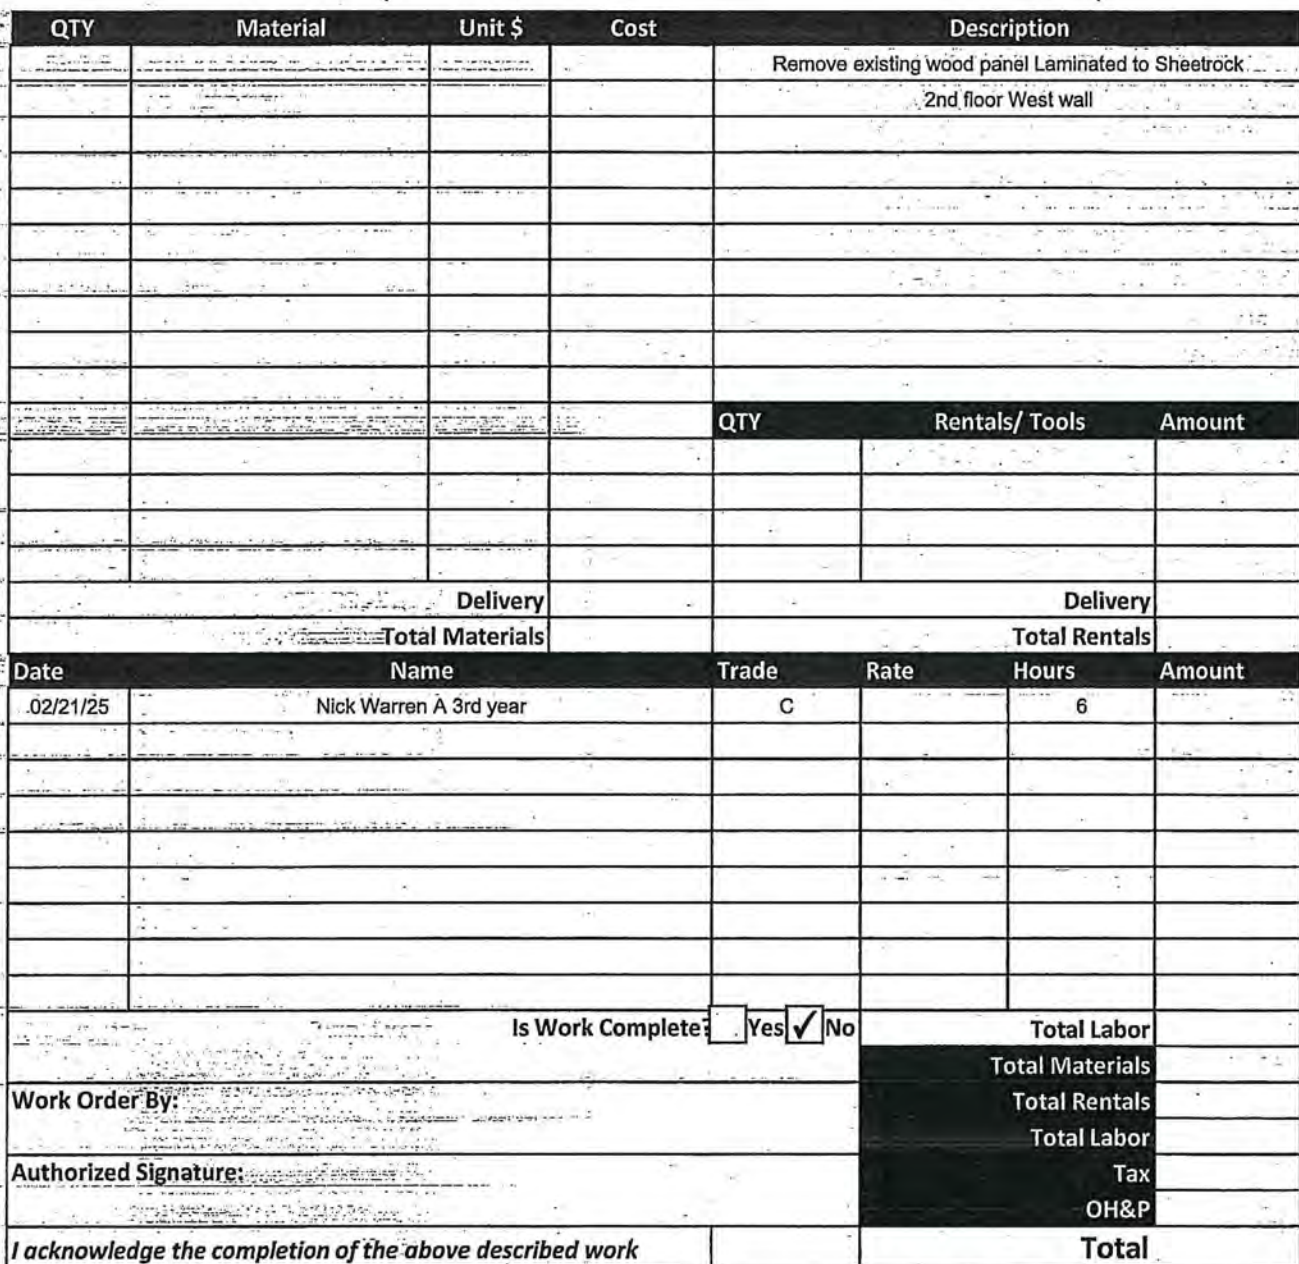 QTY Material Unit $ Cost Description
Remove existing wood panel Laminated to Sheetrock
2nd floor West wall
QTY Rentals/ Tools Amount
Delivery Delivery
Total Materials Total Rentals
Date Name Trade Rate Hours Amount
02/21/25 Nick Warren A 3rd year C 6
Is Work Complete? Yes ✓ No Total Labor
Total Materials
Work Order By: Total Rentals
Total Labor
Authorized Signature: Tax
OH&P
I acknowledge the completion of the above described work Total